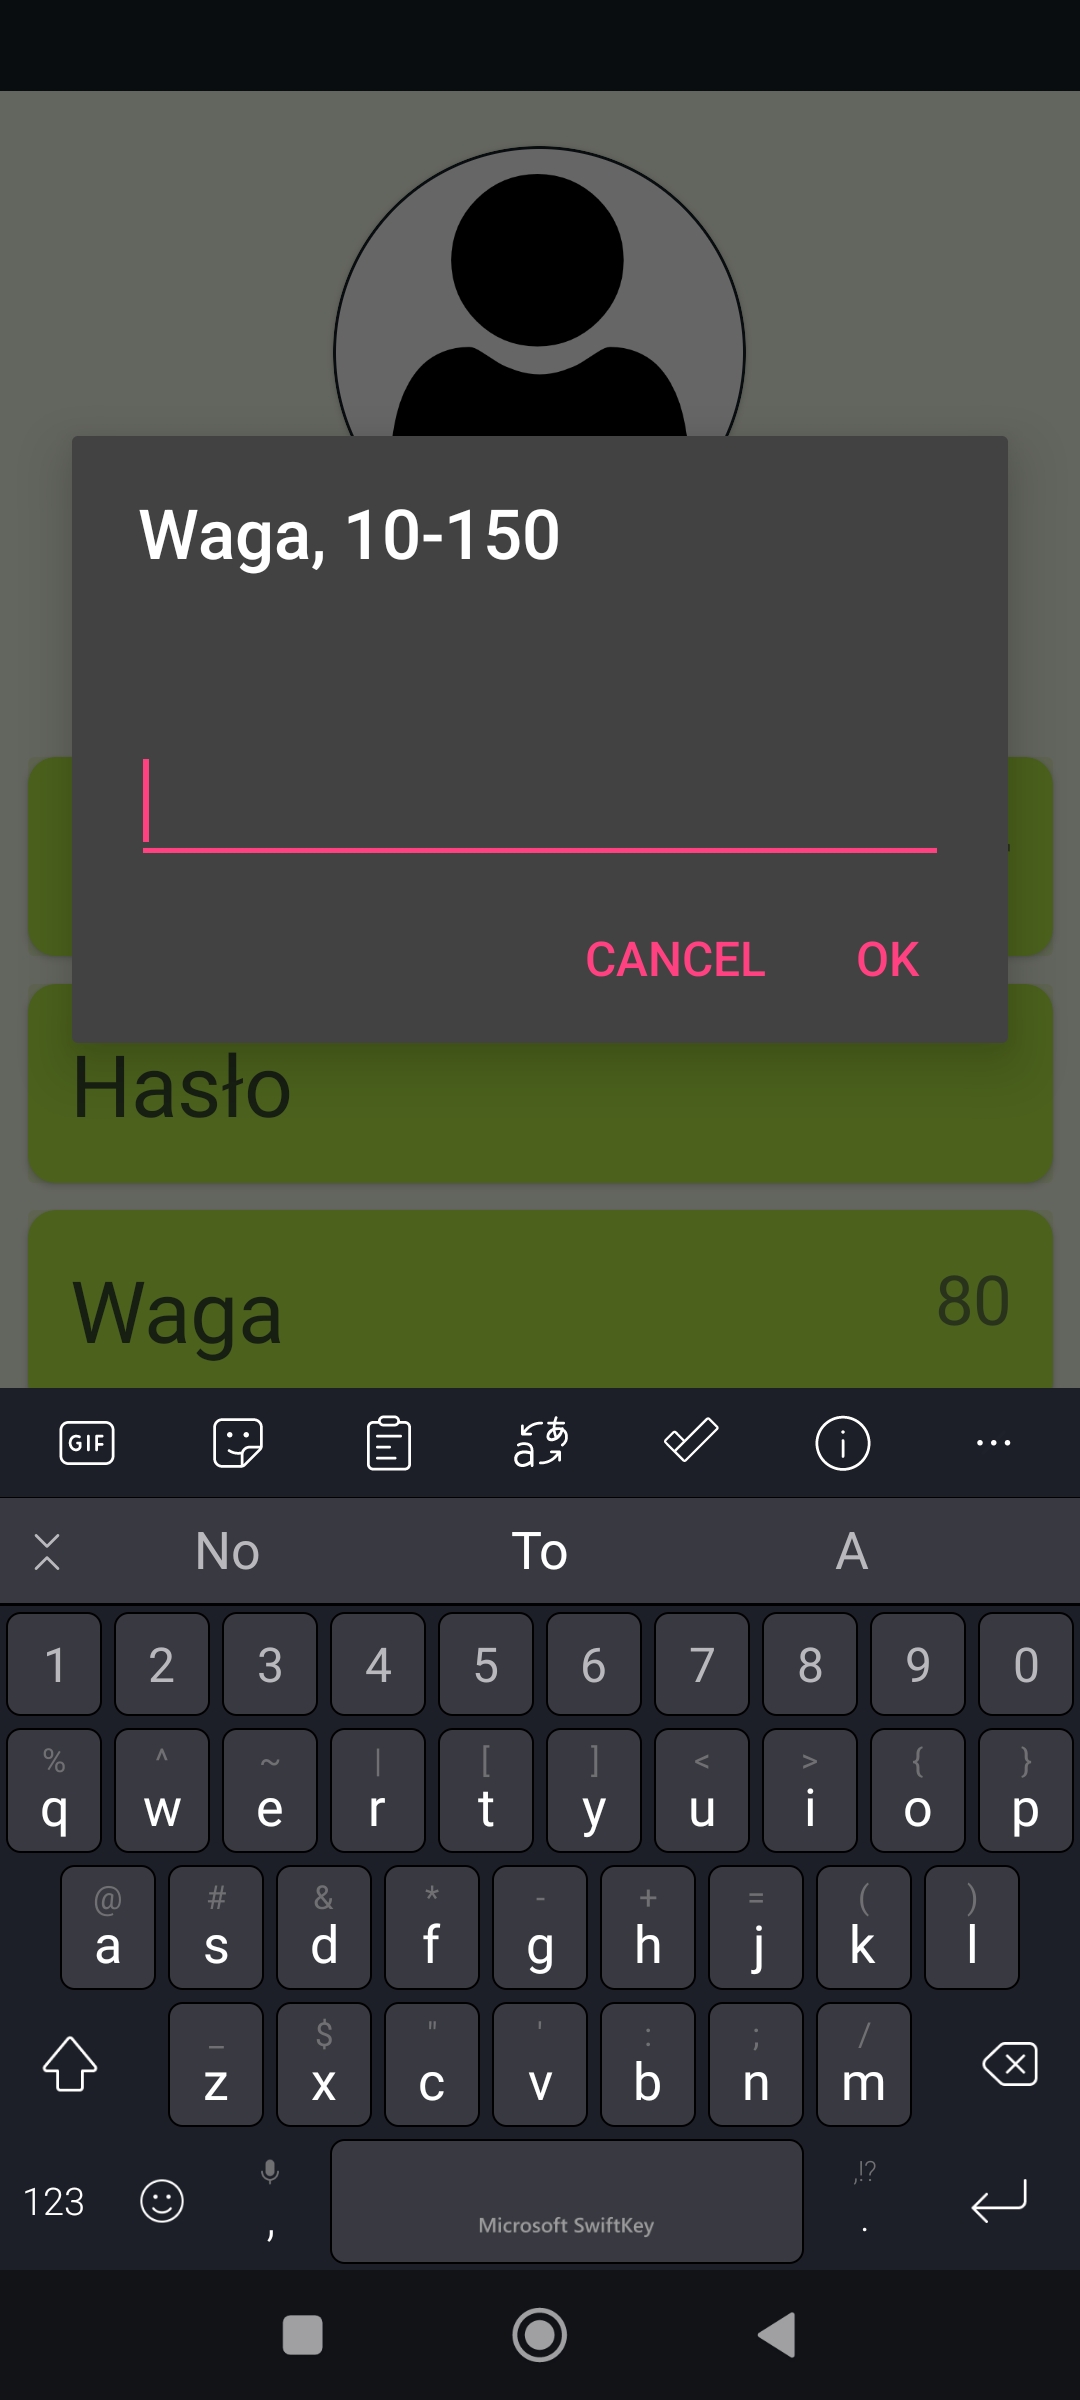 Waga, 10-150
CANCEL OK
Hasło
Waga 80
GIF
No To A
1 2 3 4 5 6 7 8 9 0
% ^ ~ | [ ] < > { }
q w e r t y u i o p
@ # & * - + = ( )
a s d f g h j k l
_ $ " ' : ; /
z x c v b n m
,!?
123 , Microsoft SwiftKey .